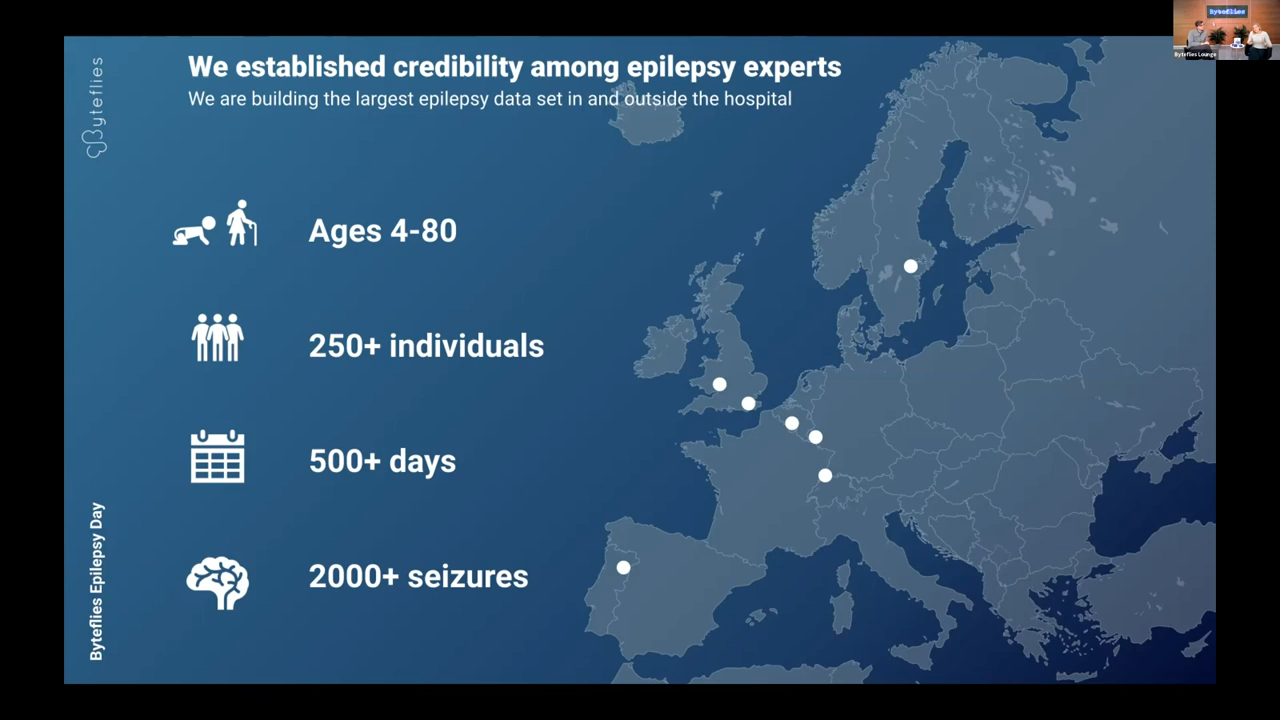 We established credibility among epilepsy experts
We are building the largest epilepsy data set in and outside the hospital
Byteflies
Ages 4-80
250+ individuals
500+ days
2000+ seizures
Byteflies Epilepsy Day
Byteflies
Byteflies Lounge